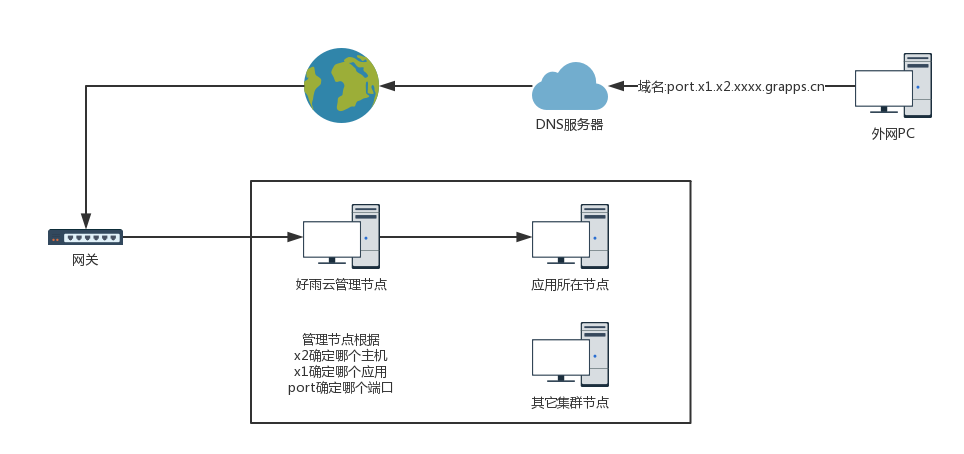 域名:port.x1.x2.xxxx.grapps.cn
DNS服务器
外网PC
网关
好雨云管理节点
应用所在节点
管理节点根据
x2确定哪个主机
x1确定哪个应用
port确定哪个端口
其它集群节点